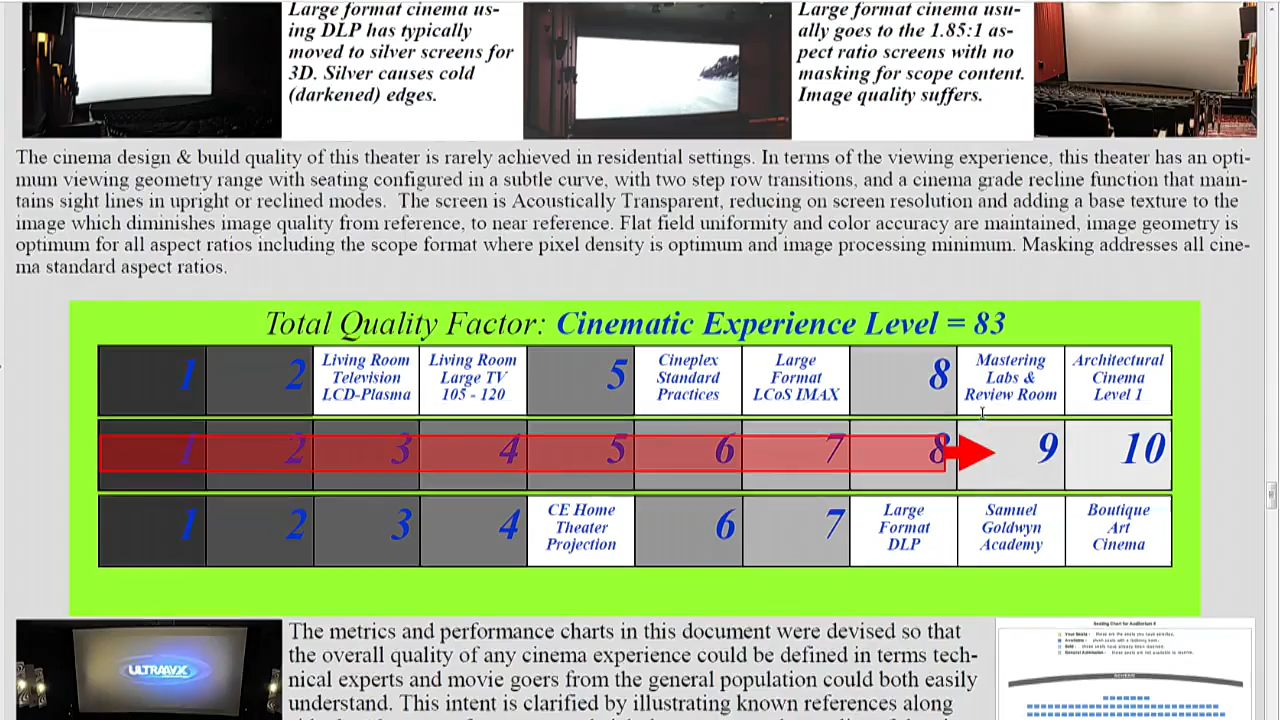 Large format cinema us-
ing DLP has typically
moved to silver screens for
3D. Silver causes cold
(darkened) edges.
Large format cinema usu-
ally goes to the 1.85:1 as-
pect ratio screens with no
masking for scope content.
Image quality suffers.
The cinema design & build quality of this theater is rarely achieved in residential settings. In terms of the viewing experience, this theater has an opti-
mum viewing geometry range with seating configured in a subtle curve, with two step row transitions, and a cinema grade recline function that main-
tains sight lines in upright or reclined modes. The screen is Acoustically Transparent, reducing on screen resolution and adding a base texture to the
image which diminishes image quality from reference, to near reference. Flat field uniformity and color accuracy are maintained, image geometry is
optimum for all aspect ratios including the scope format where pixel density is optimum and image processing minimum. Masking addresses all cine-
ma standard aspect ratios.
Total Quality Factor: Cinematic Experience Level = 83
1
2
Living Room
Television
LCD-Plasma
Living Room
Large TV
105 - 120
5
Cineplex
Standard
Practices
Large
Format
LCoS IMAX
8
Mastering
Labs &
Review Room
Architectural
Cinema
Level 1
1 2 3 4 5 6 7 8 9 10
1
2
3
4
CE Home
Theater
Projection
6
7
Large
Format
DLP
Samuel
Goldwyn
Academy
Boutique
Art
Cinema
ULTRAAVX
The metrics and performance charts in this document were devised so that
the overall quality of any cinema experience could be defined in terms tech-
nical experts and movie goers from the general population could both easily
understand. The intent is clarified by illustrating known references along
Seating Chart for Auditorium
Your Seats
SCREEN